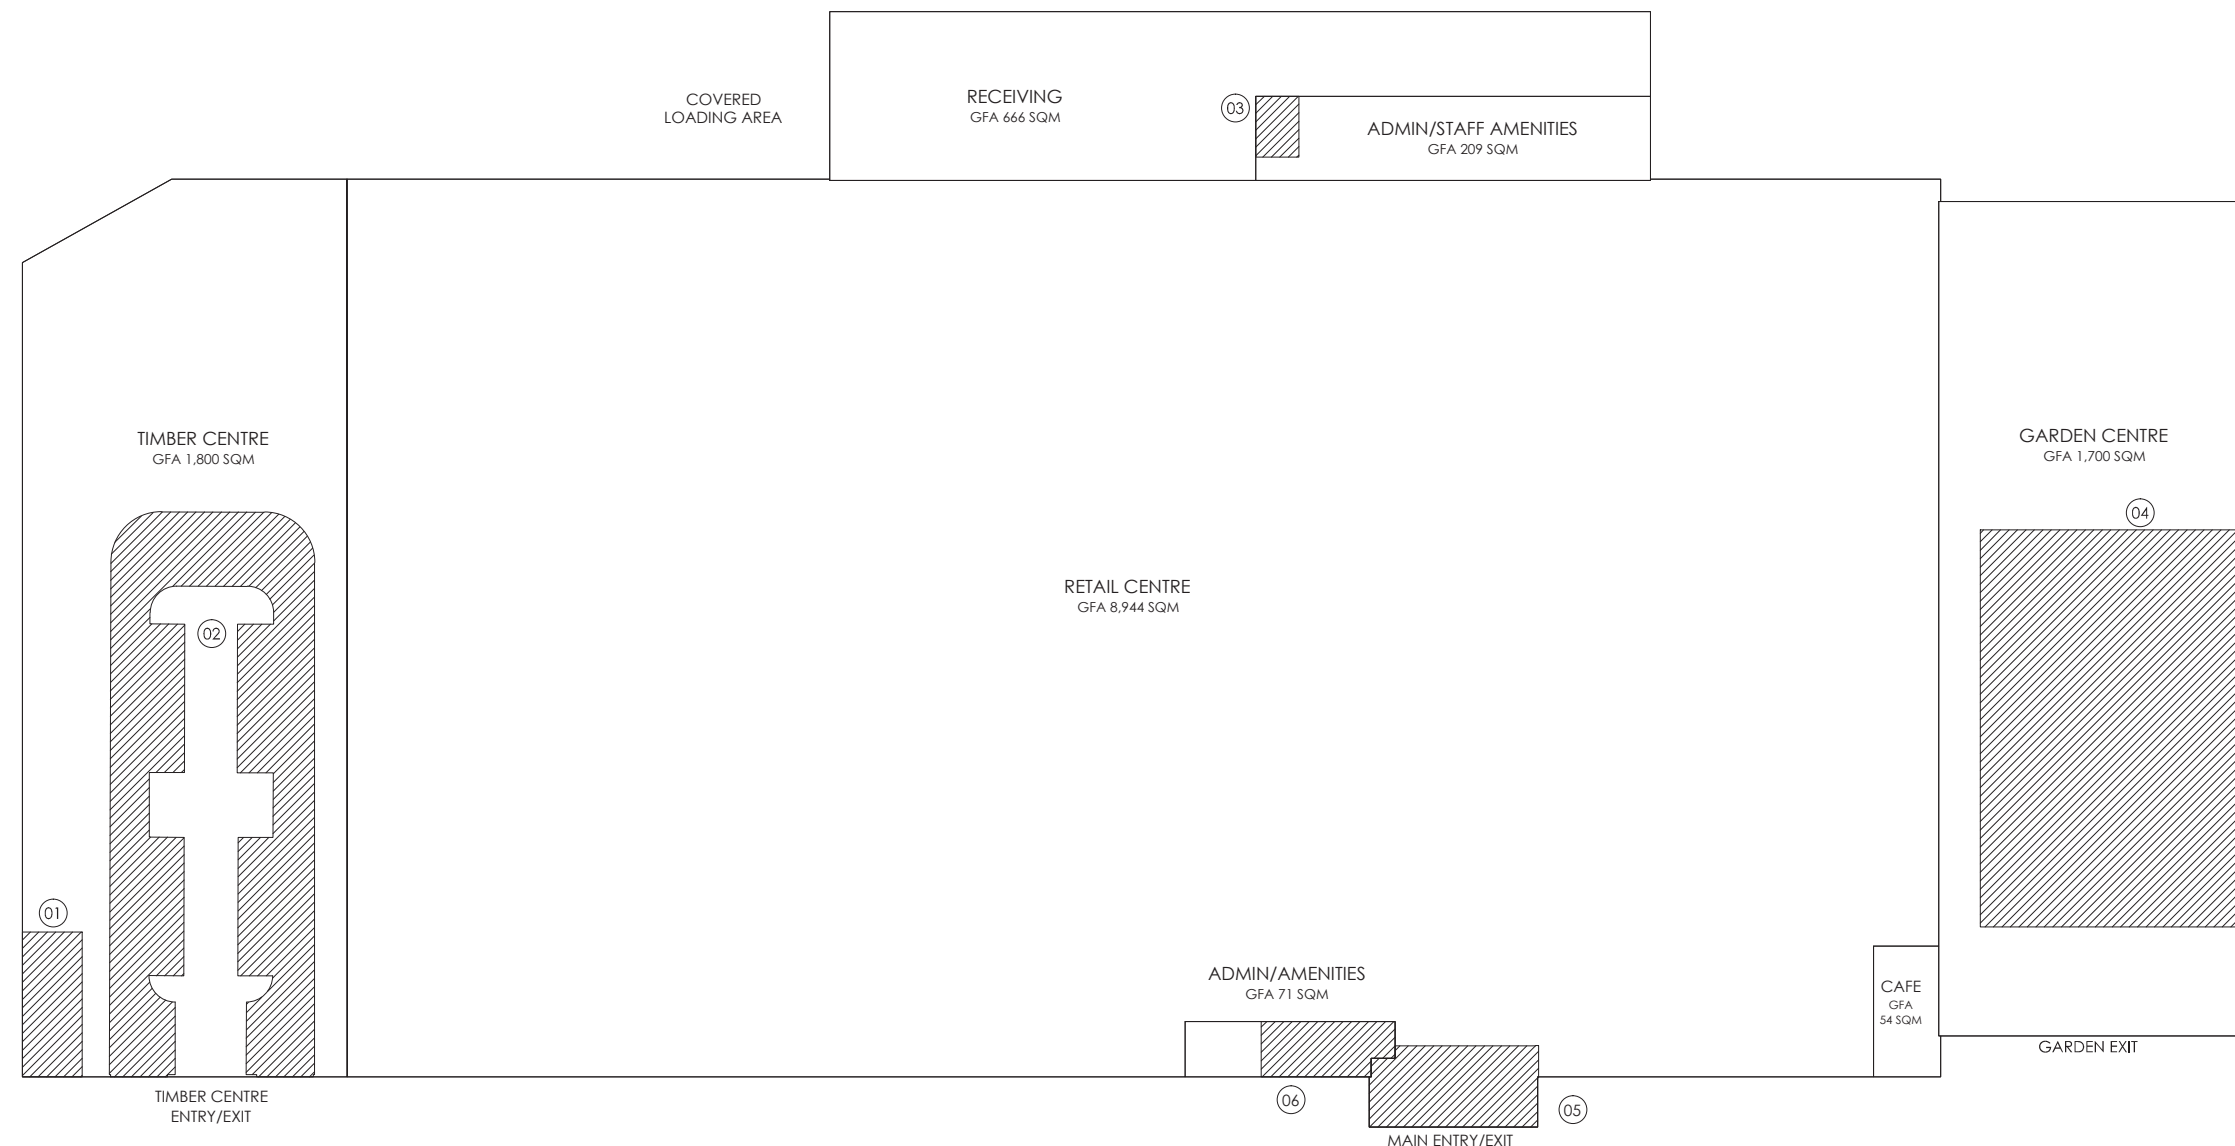 COVERED
LOADING AREA
RECEIVING
GFA 666 SQM
03
ADMIN/STAFF AMENITIES
GFA 209 SQM
TIMBER CENTRE
GFA 1,800 SQM
GARDEN CENTRE
GFA 1,700 SQM
04
RETAIL CENTRE
GFA 8,944 SQM
02
01
ADMIN/AMENITIES
GFA 71 SQM
CAFE
GFA
54 SQM
GARDEN EXIT
TIMBER CENTRE
ENTRY/EXIT
06
05
MAIN ENTRY/EXIT